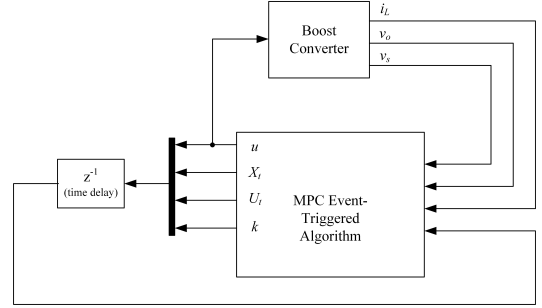 Boost
Converter
i_L
v_o
v_s
z^-1
(time delay)
u
X_t
U_t
k
MPC Event-
Triggered
Algorithm